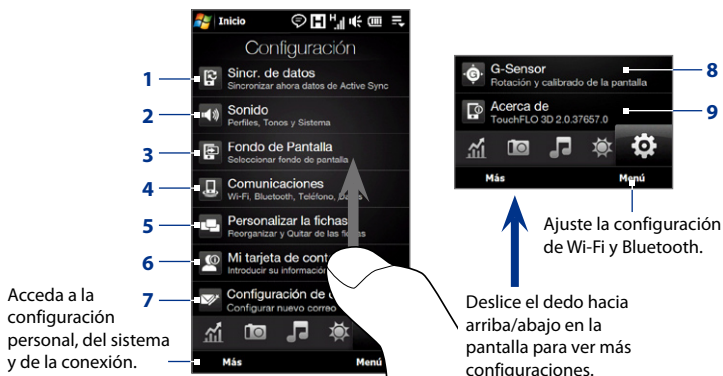 Inicio
Configuración
1
Sincr. de datos
Sincronizar ahora datos de Active Sync
2
Sonido
Perfiles, Tonos y Sistema
3
Fondo de Pantalla
Seleccionar fondo de pantalla
4
Comunicaciones
Wi-Fi, Bluetooth, Teléfono,
5
Personalizar la fichas
Reorganizar y Quitar de las
6
Mi tarjeta de
Introducir su información
7
Configuración de
Configurar nuevo correo
Más
Menú
Acceda a la
configuración
personal, del sistema
y de la conexión.
G-Sensor
Rotación y calibrado de la pantalla
8
Acerca de
TouchFLO 3D 2.0.37657.0
9
Más
Menú
Ajuste la configuración
de Wi-Fi y Bluetooth.
Deslice el dedo hacia
arriba/abajo en la
pantalla para ver más
configuraciones.